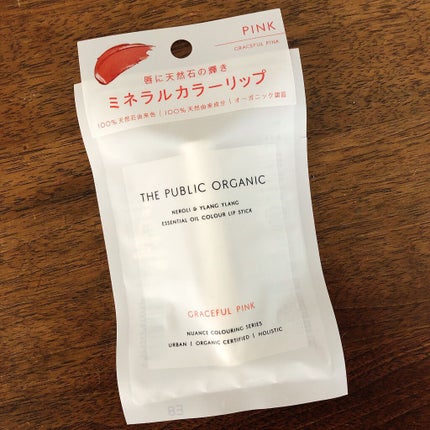 PINK
GRACEFUL PINK
唇に天然石の輝き
ミネラルカラーリップ
100%天然石由来色 | 100%天然由来成分 | オーガニック認証
THE PUBLIC ORGANIC
NEROLI & YLANG YLANG
ESSENTIAL OIL COLOUR LIP STICK
GRACEFUL PINK
NUANCE COLOURING SERIES
URBAN | ORGANIC CERTIFIED | HOLISTIC